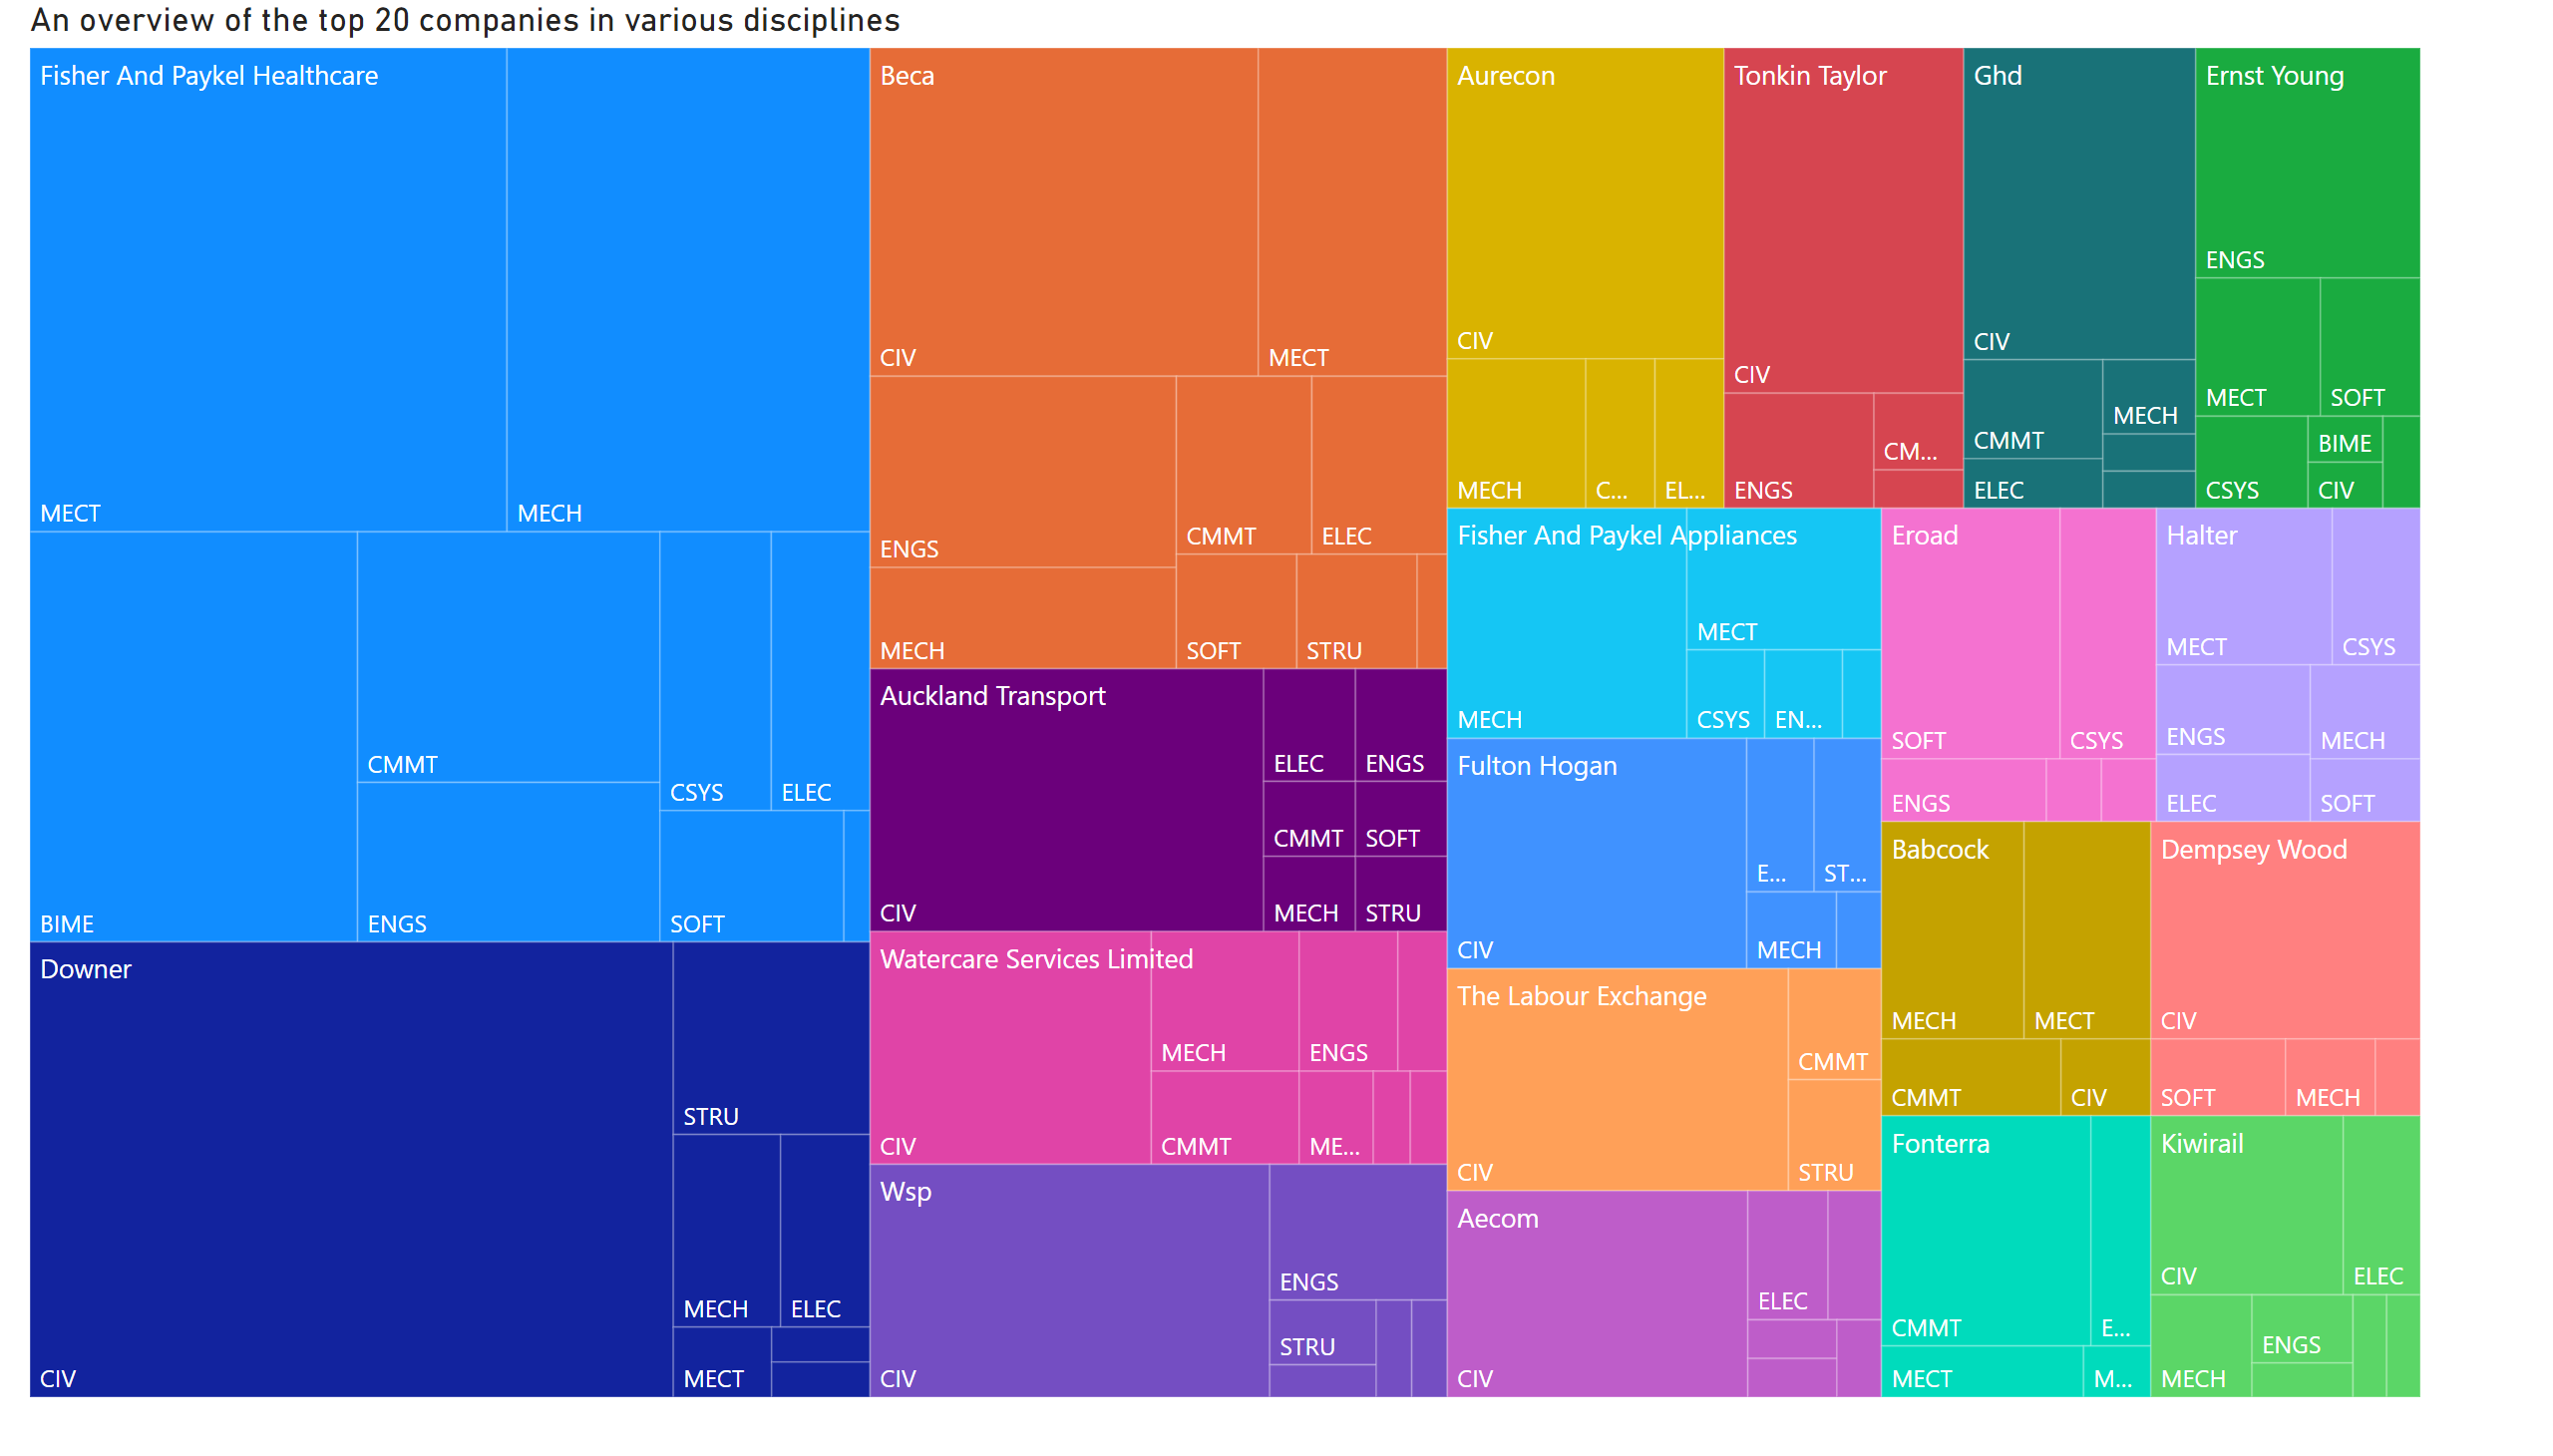 An overview of the top 20 companies in various disciplines
Fisher And Paykel Healthcare
MECT
MECH
BIME
CMMT
ENGS
CSYS
ELEC
SOFT
Downer
CIV
STRU
MECH
ELEC
MECT
Beca
CIV
MECT
ENGS
CMMT
ELEC
MECH
SOFT
STRU
Auckland Transport
CIV
ELEC
ENGS
CMMT
SOFT
MECH
STRU
Watercare Services Limited
CIV
MECH
ENGS
CMMT
ME...
Wsp
CIV
ENGS
STRU
Aurecon
CIV
MECH
C...
EL...
Tonkin Taylor
CIV
ENGS
CM...
Ghd
CIV
CMMT
MECH
ELEC
Ernst Young
ENGS
MECT
SOFT
CSYS
BIME
CIV
Fisher And Paykel Appliances
MECH
MECT
CSYS
EN...
Fulton Hogan
CIV
E...
ST...
MECH
The Labour Exchange
CIV
CMMT
STRU
Aecom
CIV
ELEC
Eroad
SOFT
CSYS
ENGS
Halter
MECT
CSYS
ENGS
MECH
ELEC
SOFT
Babcock
MECH
MECT
CMMT
CIV
Dempsey Wood
CIV
SOFT
MECH
Fonterra
CMMT
E...
MECT
M...
Kiwirail
CIV
ELEC
MECH
ENGS